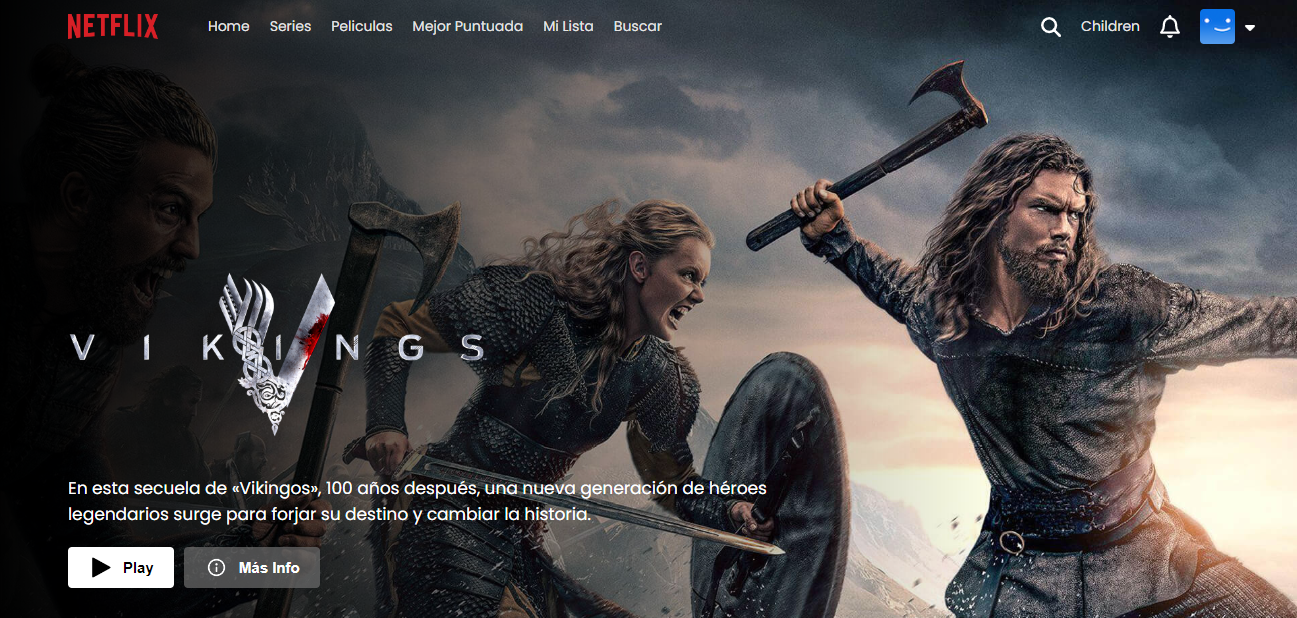 NETFLIX Home Series Peliculas Mejor Puntuada Mi Lista Buscar Children
VIKINGS
En esta secuela de «Vikingos», 100 años después, una nueva generación de héroes
legendarios surge para forjar su destino y cambiar la historia.
Play Más Info